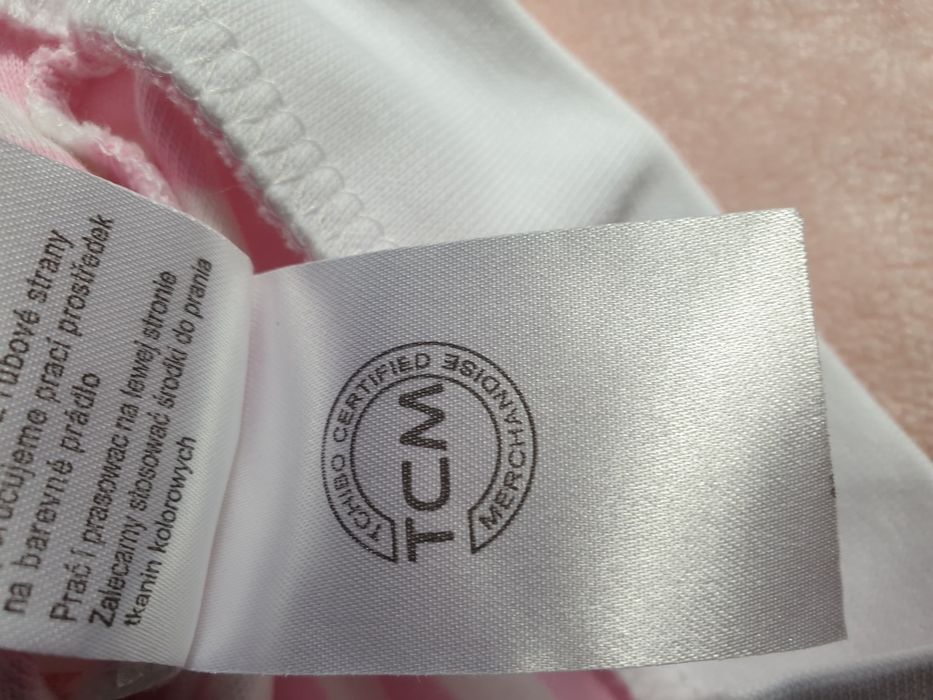 rubové strany
prací prostředek
na barevné prádlo
Prać i prasować na lewej stronie
Zalecamy stosować środki do prania
tkanin kolorowych
TCHIBO CERTIFIED MERCHANDISE
TCM